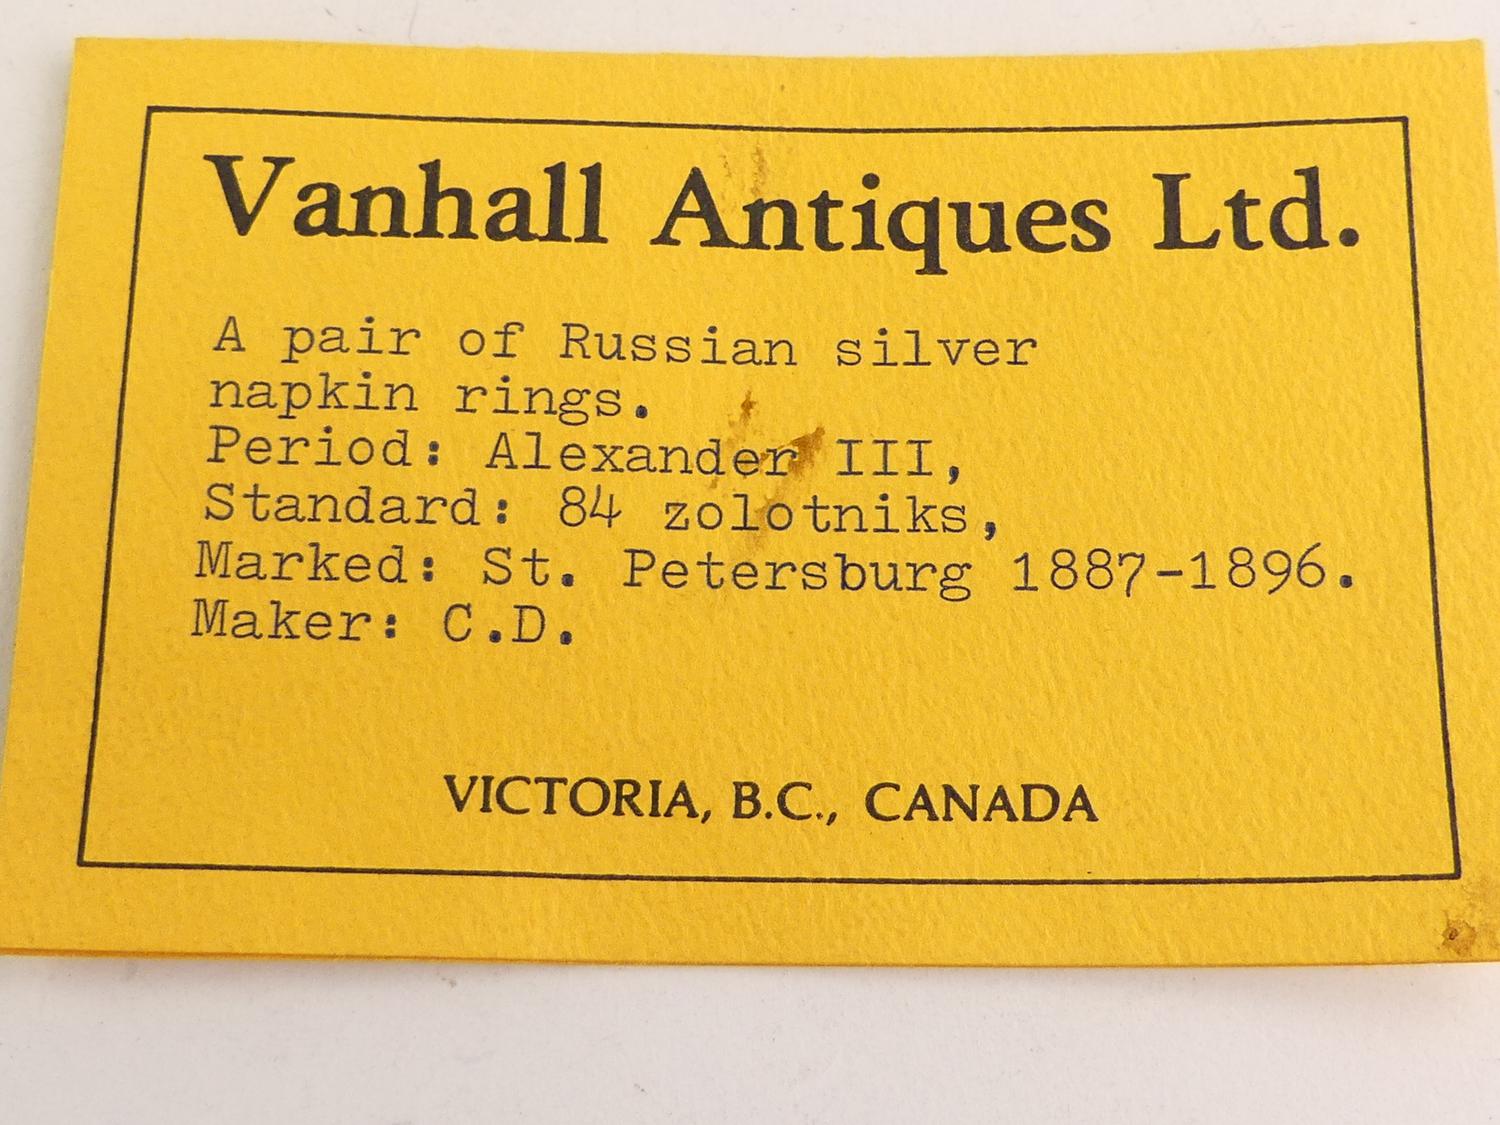 Vanhall Antiques Ltd.
A pair of Russian silver
napkin rings.
Period: Alexander III,
Standard: 84 zolotniks,
Marked: St. Petersburg 1887-1896.
Maker: C.D.
VICTORIA, B.C., CANADA